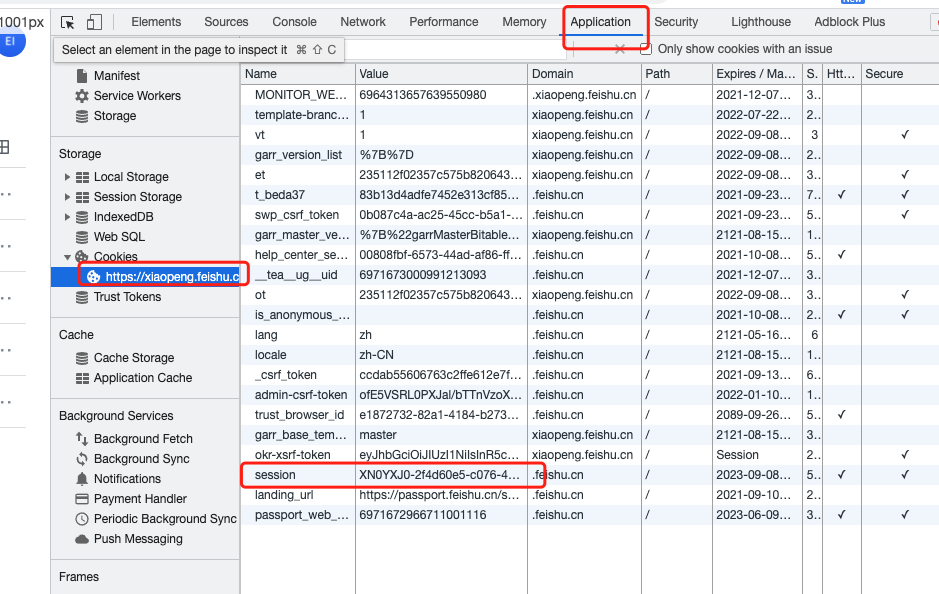 New
1001px
Elements Sources Console Network Performance Memory Application Security Lighthouse Adblock Plus
EI
Select an element in the page to inspect it ⌘ ⇧ C
Only show cookies with an issue
Manifest
Service Workers
Storage
Storage
Local Storage
Session Storage
IndexedDB
Web SQL
Cookies
https://xiaopeng.feishu.c
Trust Tokens
Cache
Cache Storage
Application Cache
Background Services
Background Fetch
Background Sync
Notifications
Payment Handler
Periodic Background Sync
Push Messaging
Frames
Name Value Domain Path Expires / Ma... S. Htt... Secure
MONITOR_WE... 6964313657639550980 .xiaopeng.feishu.cn / 2021-12-07... 3..
template-branc... 1 xiaopeng.feishu.cn / 2022-07-22... 2..
vt 1 xiaopeng.feishu.cn / 2022-09-08... 3 ✓
garr_version_list %7B%7D xiaopeng.feishu.cn / 2022-09-08... 2..
et 235112f02357c575b820643... xiaopeng.feishu.cn / 2022-09-08... 3.. ✓
t_beda37 83b13d4adfe7452e313cf85... .feishu.cn / 2021-09-23... 7.. ✓ ✓
swp_csrf_token 0b087c4a-ac25-45cc-b5a1-... .feishu.cn / 2021-09-23... 5.. ✓
garr_master_ve... %7B%22garrMasterBitable... xiaopeng.feishu.cn / 2121-08-15... 1..
help_center_se... 00808fbf-6573-44ad-af86-ff... .feishu.cn / 2021-10-08... 5.. ✓
__tea__ug__uid 6971673000991213093 .feishu.cn / 2021-12-07... 3..
ot 235112f02357c575b820643... xiaopeng.feishu.cn / 2022-09-08... 3.. ✓
is_anonymous_... .feishu.cn / 2021-10-08... 2.. ✓ ✓
lang zh .feishu.cn / 2121-05-16... 6
locale zh-CN .feishu.cn / 2121-08-15... 1..
_csrf_token ccdab55606763c2ffe612e7f... .feishu.cn / 2021-09-13... 6..
admin-csrf-token ofE5VSRL0PXJal/bTTnVzoX... .feishu.cn / 2022-01-10... 1..
trust_browser_id e1872732-82a1-4184-b273... .feishu.cn / 2089-09-26... 5.. ✓
garr_base_tem... master xiaopeng.feishu.cn / 2121-08-15... 3..
okr-xsrf-token eyJhbGciOiJIUzI1NiIsInR5c... xiaopeng.feishu.cn / Session 2.. ✓
session XN0YXJ0-2f4d60e5-c076-4... .feishu.cn / 2023-09-08... 5.. ✓ ✓
landing_url https://passport.feishu.cn/s... .feishu.cn / 2021-09-10... 2..
passport_web_... 6971672966711001116 .feishu.cn / 2023-06-09... 3.. ✓ ✓